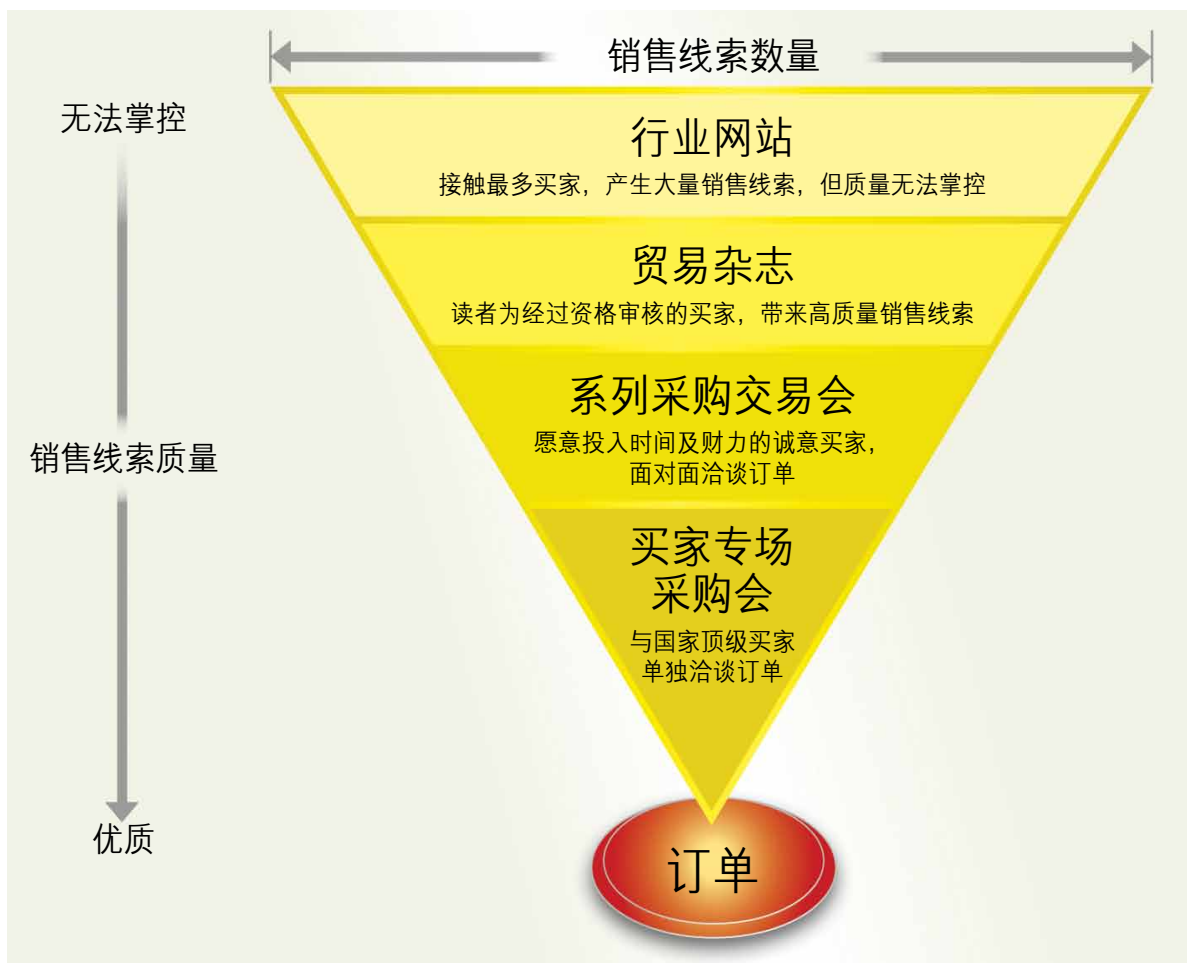 销售线索数量
无法掌控
行业网站
接触最多买家，产生大量销售线索，但质量无法掌控
贸易杂志
读者为经过资格审核的买家，带来高质量销售线索
系列采购交易会
愿意投入时间及财力的诚意买家，
面对面洽谈订单
销售线索质量
买家专场
采购会
与国家顶级买家
单独洽谈订单
优质
订单